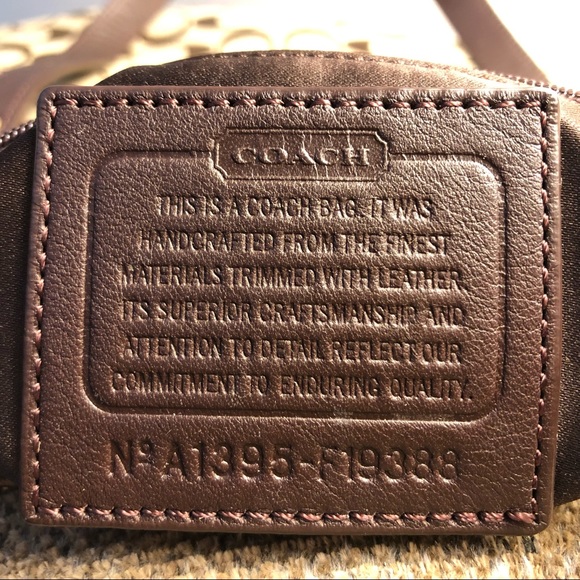 COACH
THIS IS A COACH BAG. IT WAS
HANDCRAFTED FROM THE FINEST
MATERIALS TRIMMED WITH LEATHER.
ITS SUPERIOR CRAFTSMANSHIP AND
ATTENTION TO DETAIL REFLECT OUR
COMMITMENT TO ENDURING QUALITY.
Nº A1395-F19383